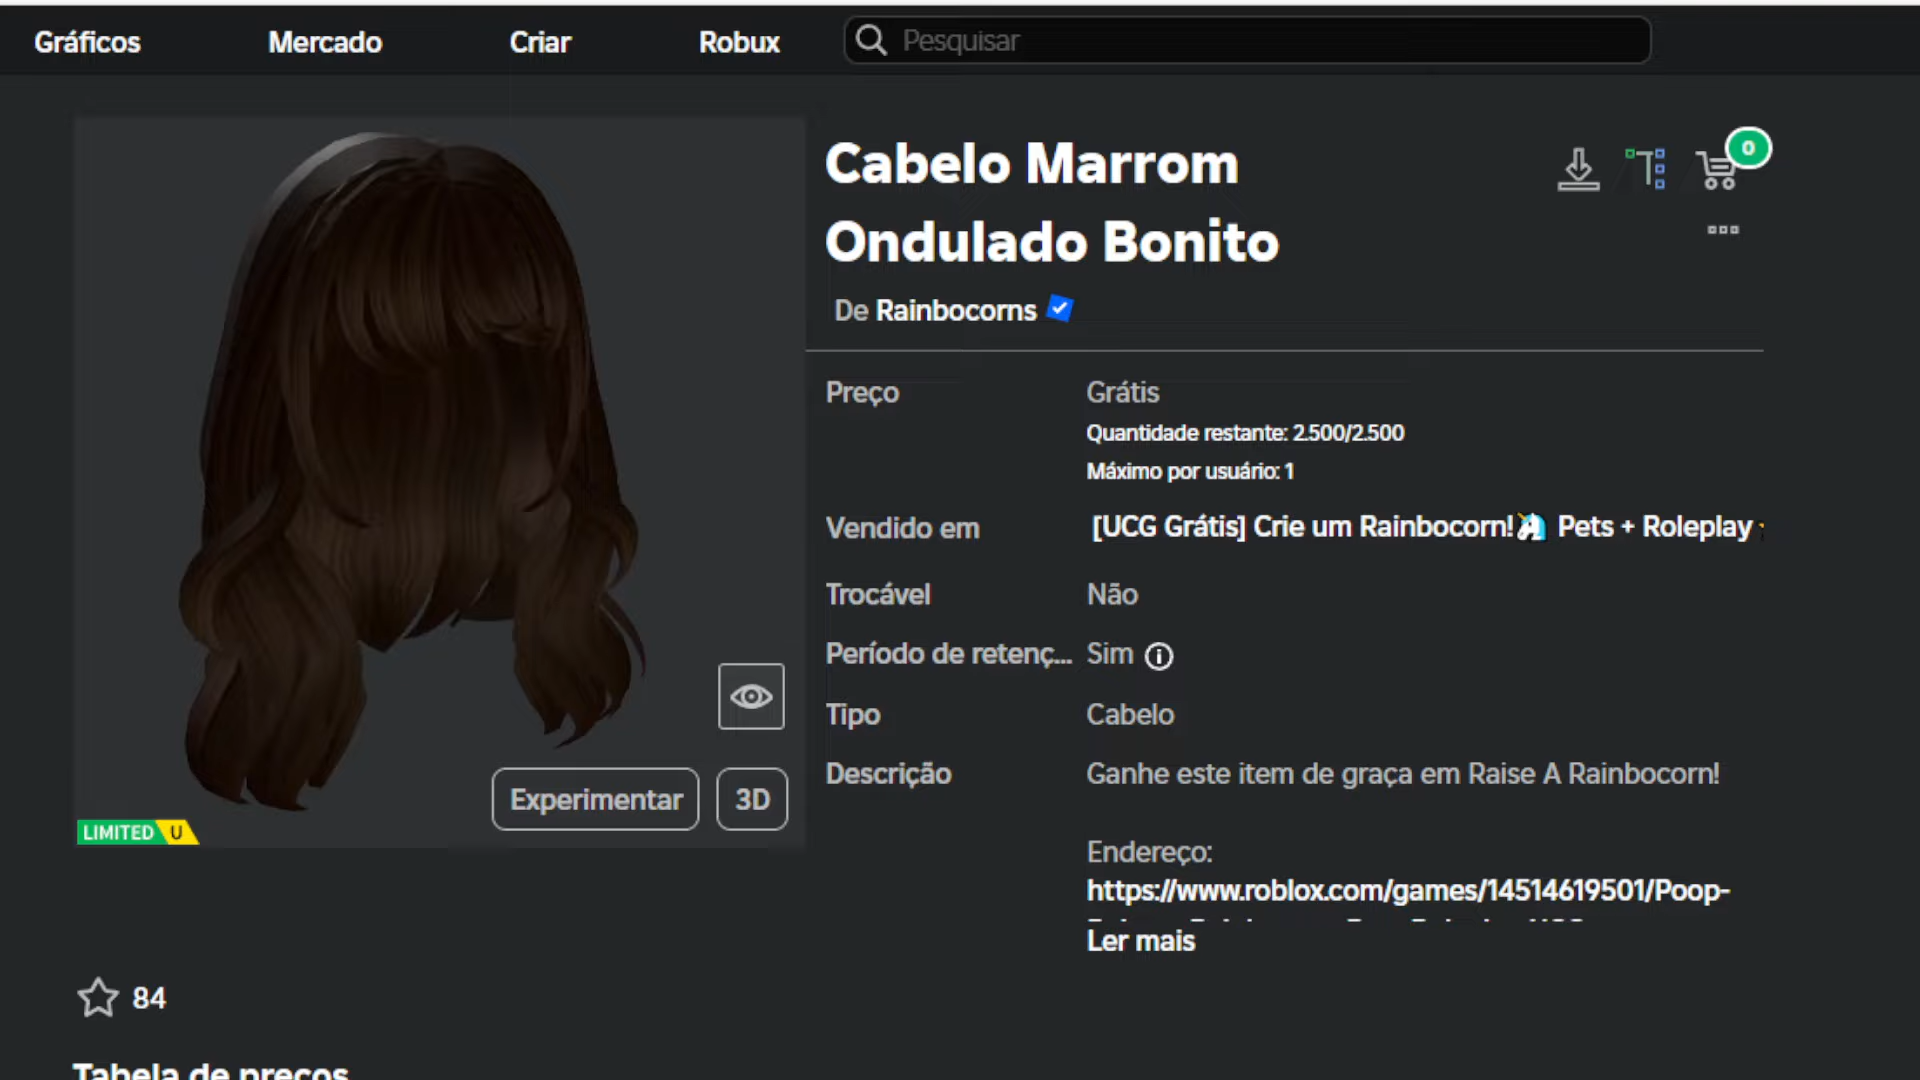 Gráficos Mercado Criar Robux Pesquisar
Cabelo Marrom
Ondulado Bonito
0
De Rainbocorns
Preço Grátis
Quantidade restante: 2.500/2.500
Máximo por usuário: 1
Vendido em [UCG Grátis] Crie um Rainbocorn!🦄 Pets + Roleplay
Trocável Não
Período de retenç... Sim
Tipo Cabelo
Descrição Ganhe este item de graça em Raise A Rainbocorn!
Experimentar 3D
LIMITED U
Endereço:
https://www.roblox.com/games/14514619501/Poop-
Ler mais
84
Tabela de preços